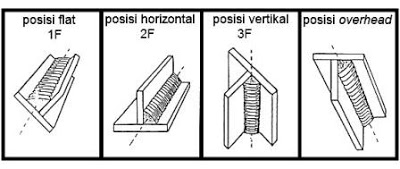 posisi flat
1F
posisi horizontal
2F
posisi vertikal
3F
posisi overhead